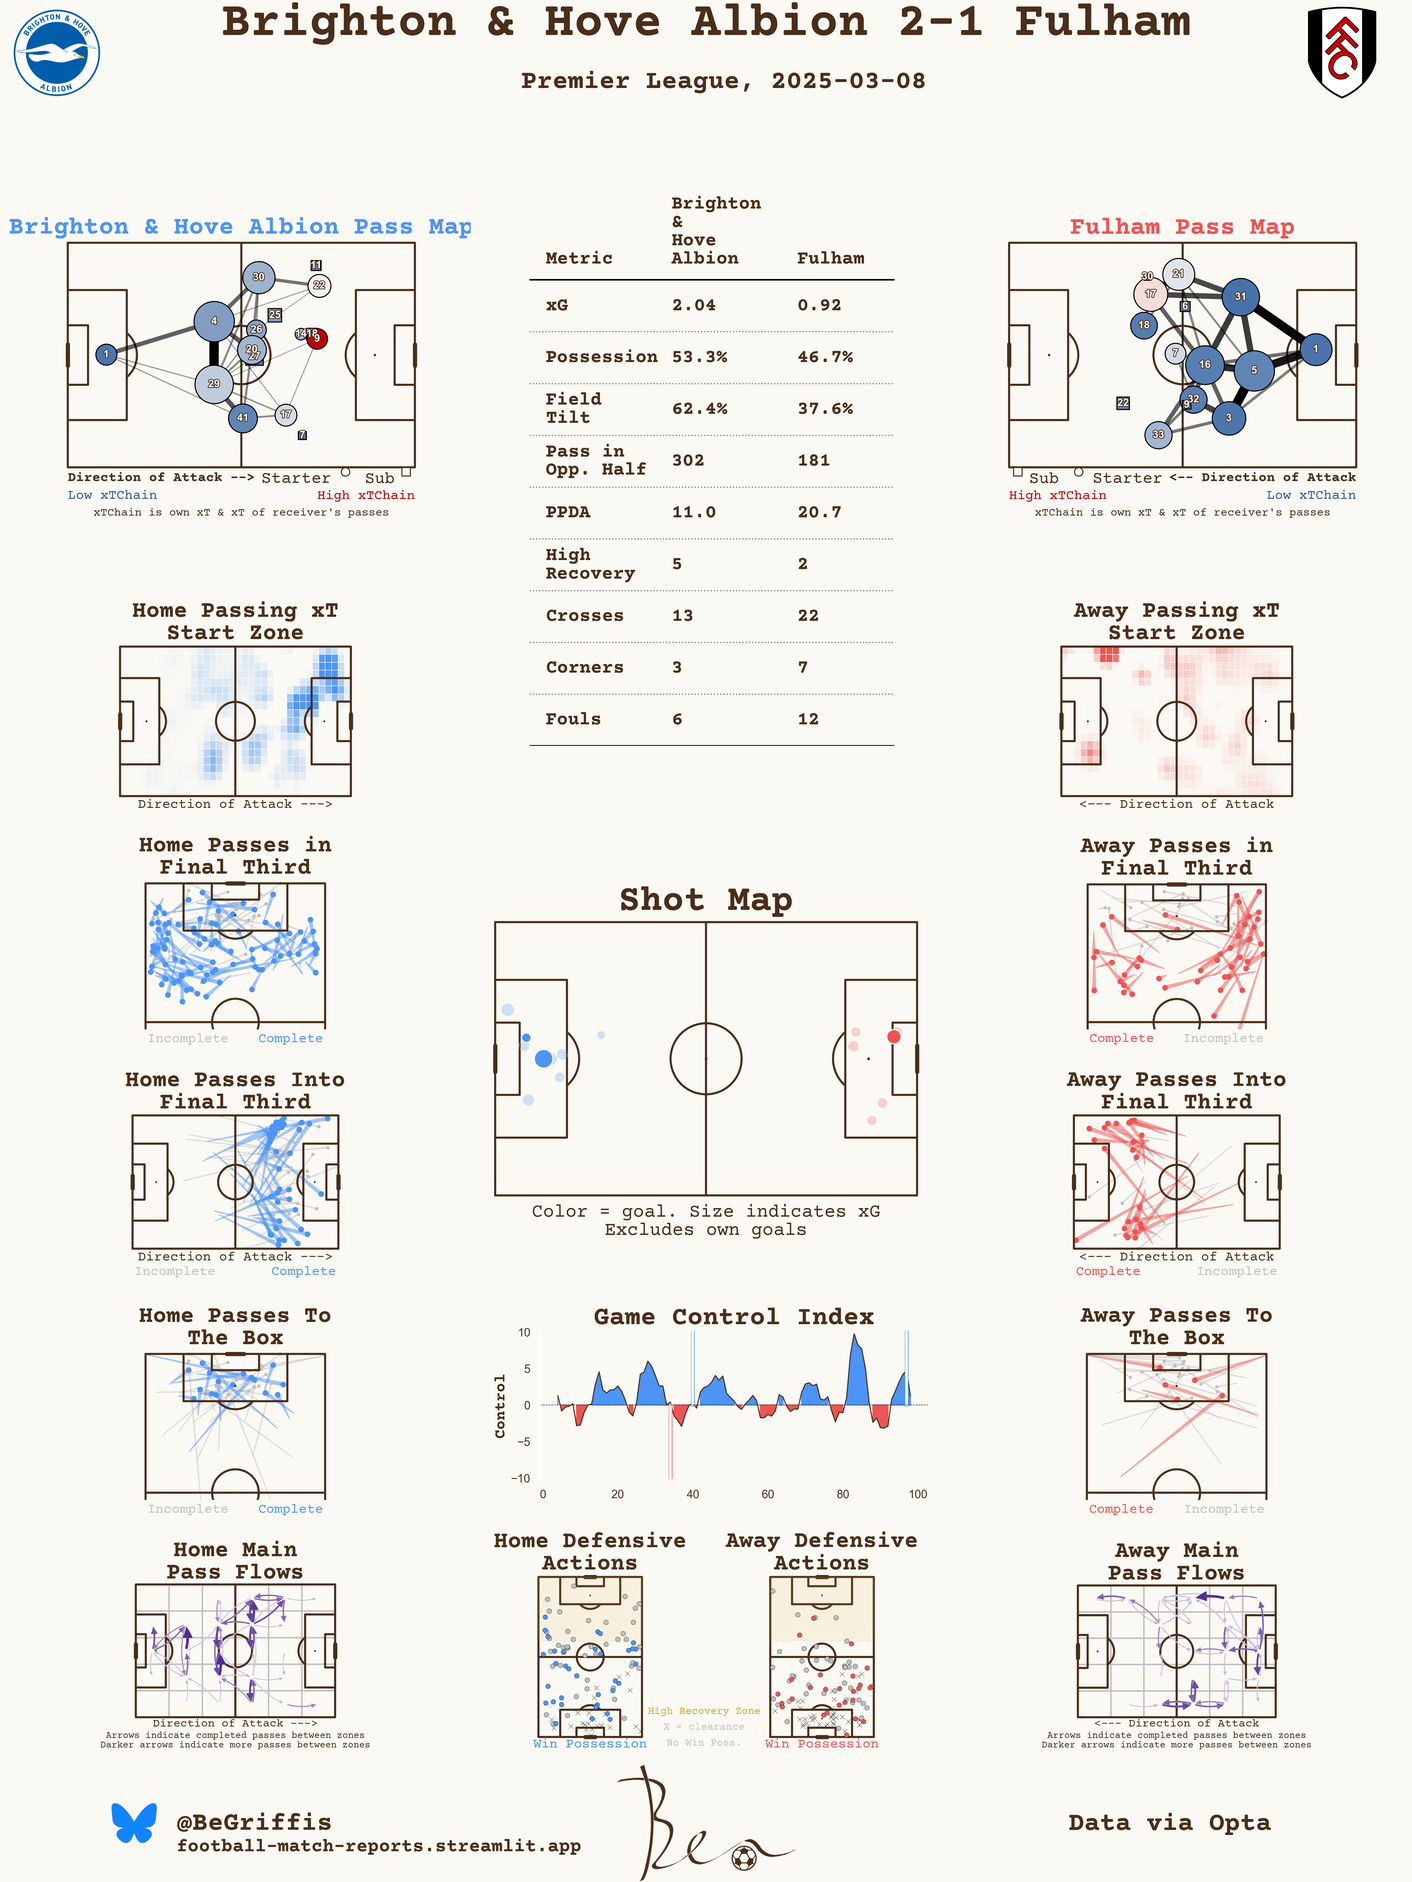 Brighton & Hove Albion 2-1 Fulham
Premier League, 2025-03-08
BRIGHTON & HOVE
ALBION
FFC
Brighton & Hove Albion Pass Map
1
4
29
30
41
26
20
27
25
11
22
14
18
9
17
7
Direction of Attack --> Starter Sub
Low xTChain High xTChain
xTChain is own xT & xT of receiver's passes
Metric Brighton & Hove Albion Fulham
xG 2.04 0.92
Possession 53.3% 46.7%
Field Tilt 62.4% 37.6%
Pass in Opp. Half 302 181
PPDA 11.0 20.7
High Recovery 5 2
Crosses 13 22
Corners 3 7
Fouls 6 12
Fulham Pass Map
30
21
17
6
31
18
7
16
5
1
22
9
32
3
33
Sub Starter <-- Direction of Attack
High xTChain Low xTChain
xTChain is own xT & xT of receiver's passes
Home Passing xT
Start Zone
Direction of Attack --->
Away Passing xT
Start Zone
<--- Direction of Attack
Home Passes in
Final Third
Incomplete Complete
Away Passes in
Final Third
Complete Incomplete
Shot Map
Color = goal. Size indicates xG
Excludes own goals
Home Passes Into
Final Third
Direction of Attack --->
Incomplete Complete
Away Passes Into
Final Third
<--- Direction of Attack
Complete Incomplete
Home Passes To
The Box
Incomplete Complete
Game Control Index
Control
10
5
0
−5
−10
0 20 40 60 80 100
Away Passes To
The Box
Complete Incomplete
Home Main
Pass Flows
Direction of Attack --->
Arrows indicate completed passes between zones
Darker arrows indicate more passes between zones
Home Defensive
Actions
Win Possession
High Recovery Zone
X = clearance
No Win Poss.
Away Defensive
Actions
Win Possession
Away Main
Pass Flows
<--- Direction of Attack
Arrows indicate completed passes between zones
Darker arrows indicate more passes between zones
@BeGriffis
football-match-reports.streamlit.app
Ben
Data via Opta